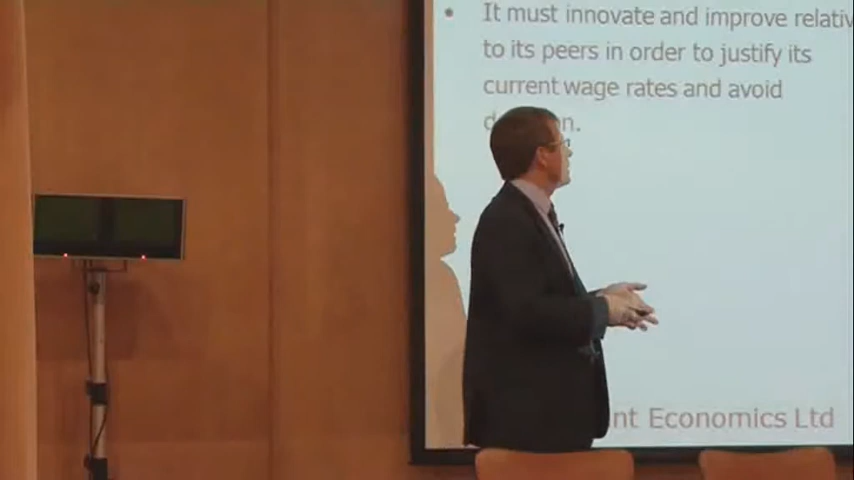 • It must innovate and improve relativ
to its peers in order to justify its
current wage rates and avoid
d n.
nt Economics Ltd